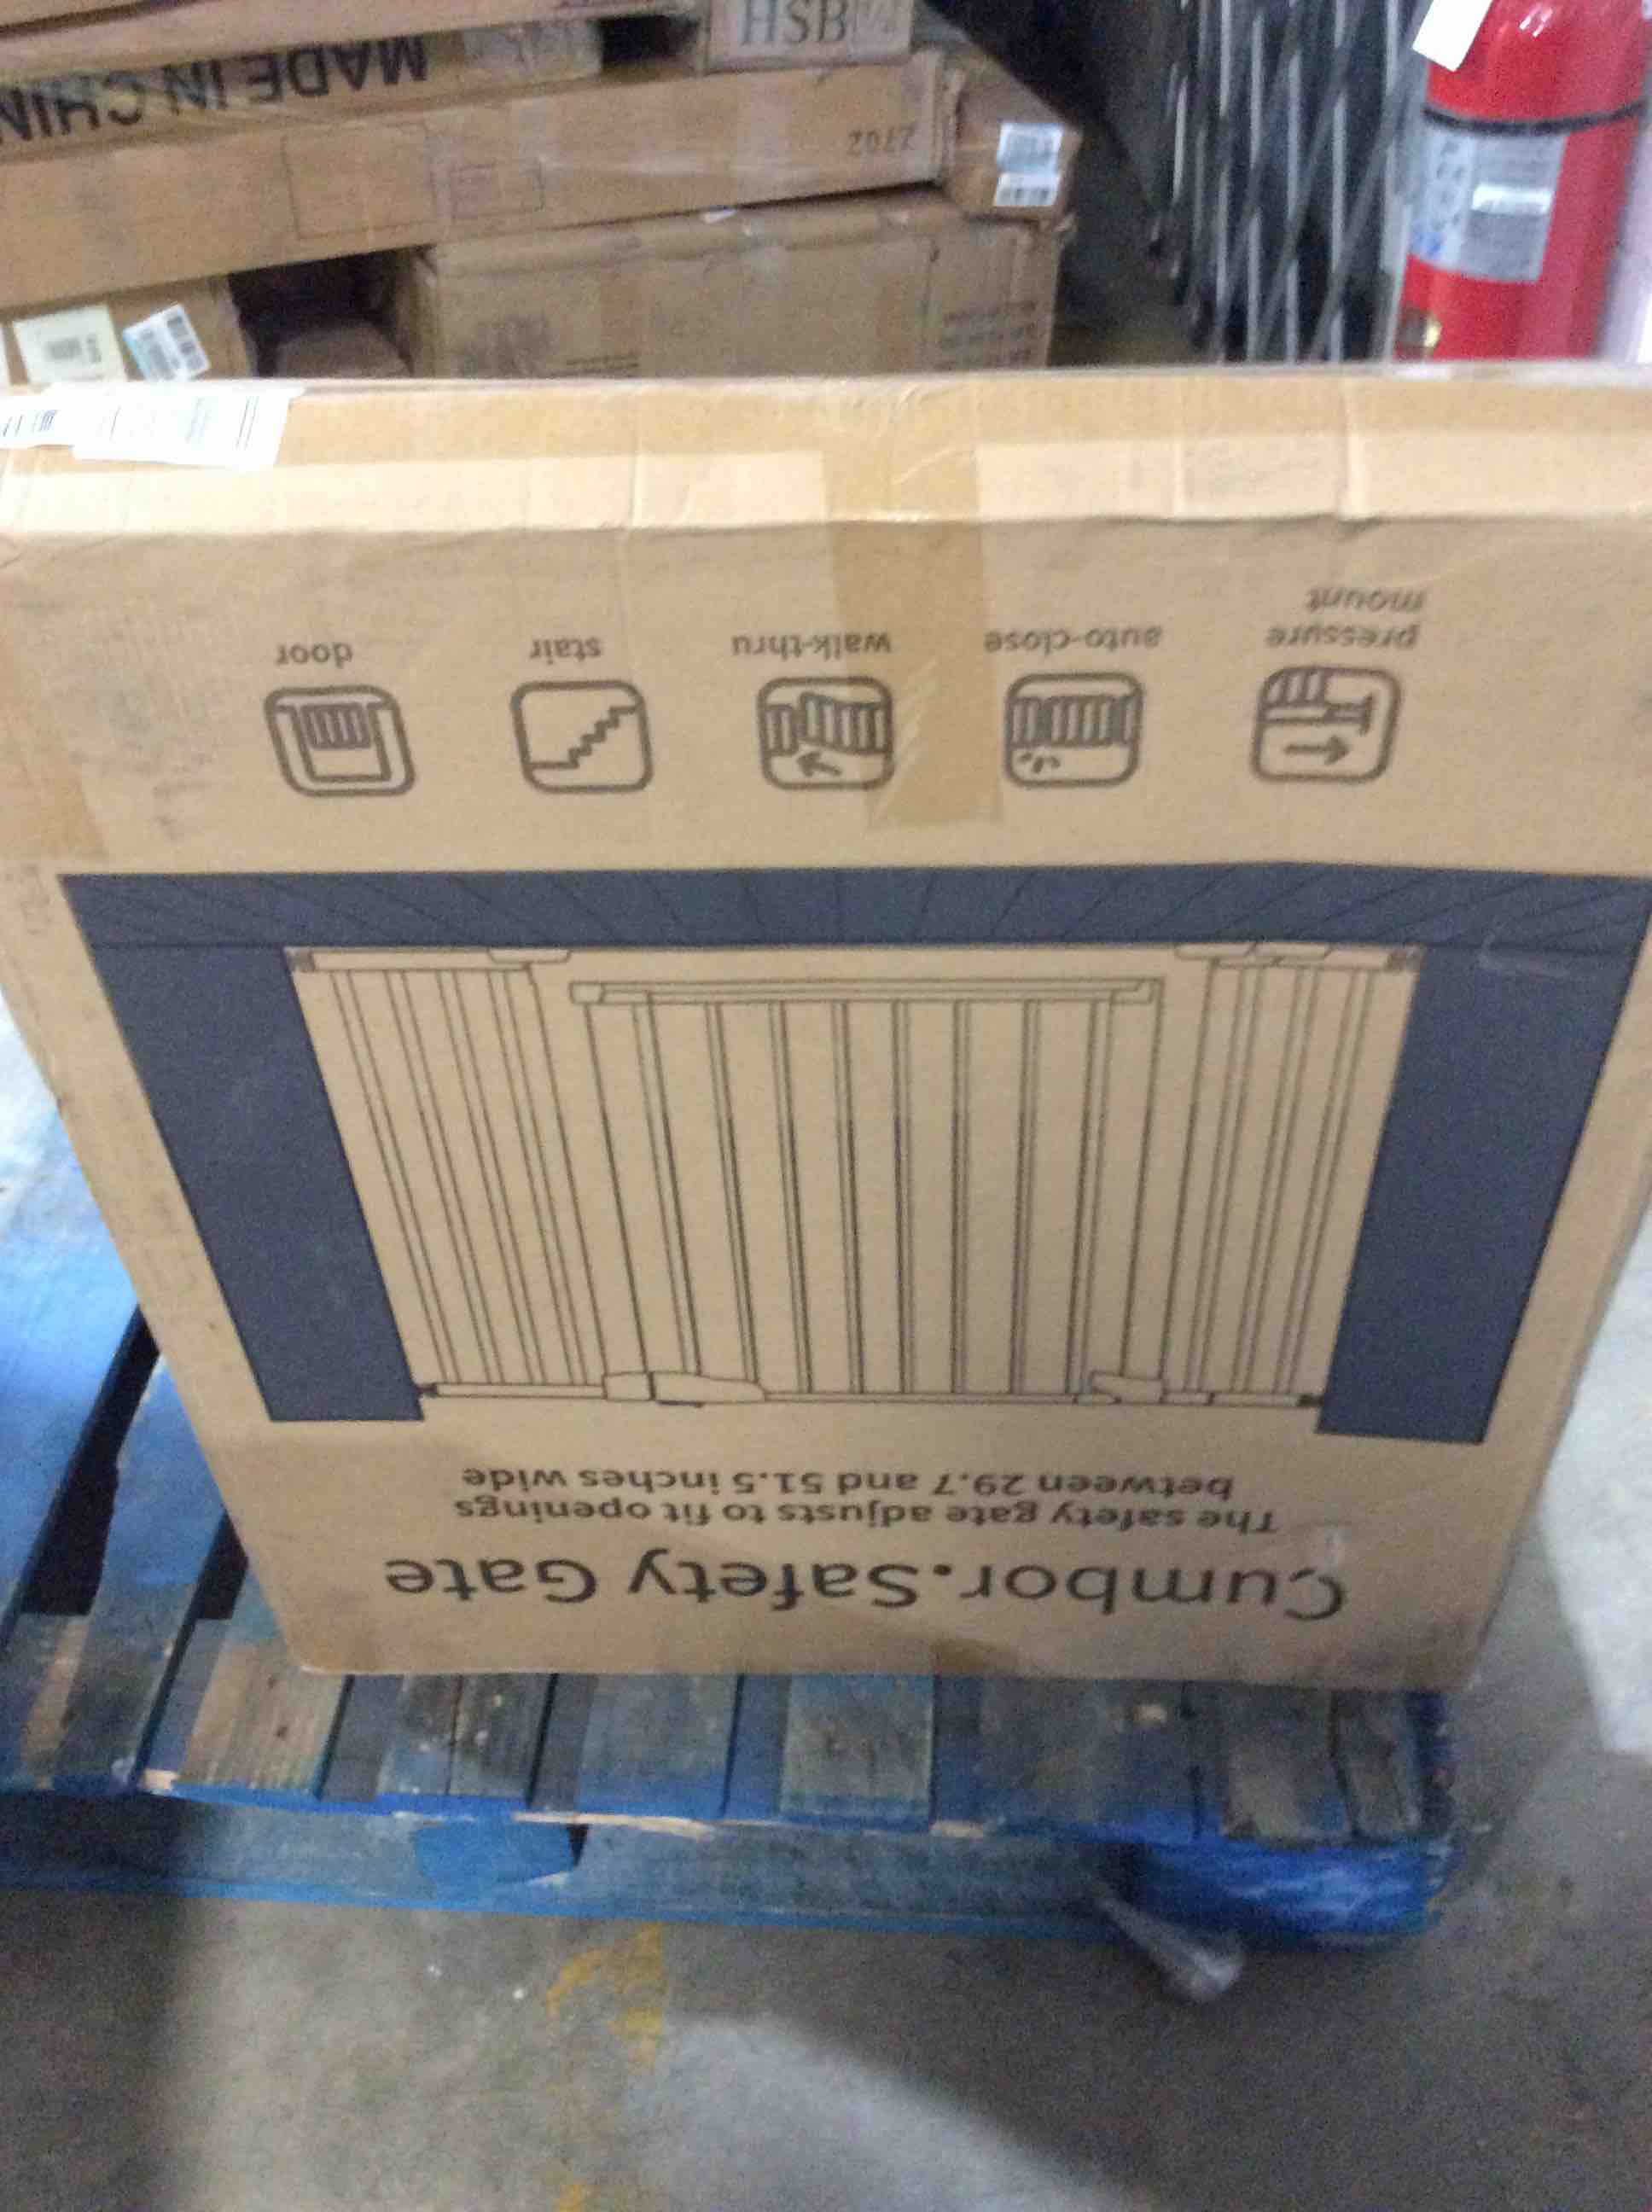 Cumbor.Safety Gate
The safety gate adjusts to fit openings
between 29.7 and 51.5 inches wide
pressure
mount
auto-close
walk-thru
stair
door
MADE IN CHIN
HSB